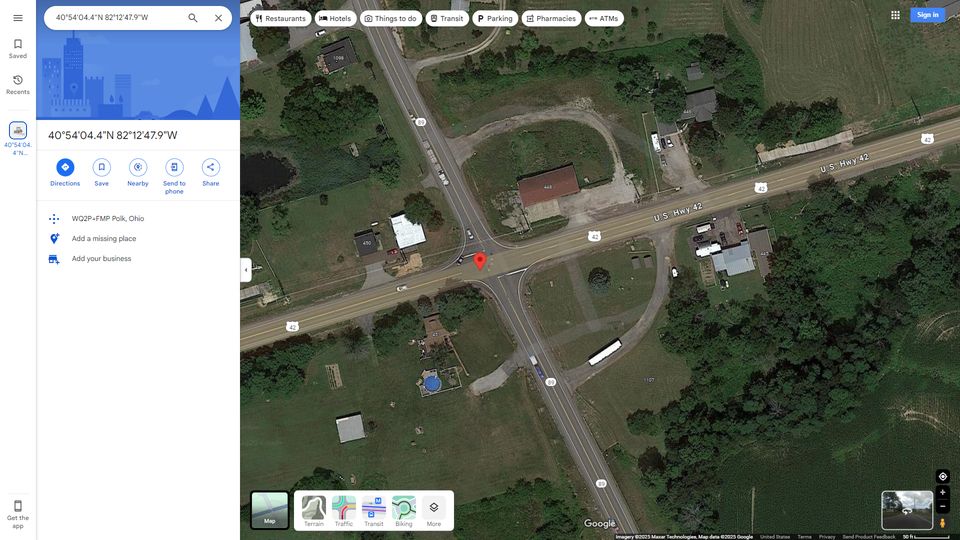 40°54'04.4"N 82°12'47.9"W
Restaurants
Hotels
Things to do
Transit
Parking
Pharmacies
ATMs
Sign in
Saved
Recents
40°54'04.
4"N...
40°54'04.4"N 82°12'47.9"W
Directions
Save
Nearby
Send to
phone
Share
WQ2P+FMP Polk, Ohio
Add a missing place
Add your business
Get the
app
1098
89
448
U.S. Hwy 42
42
U.S. Hwy 42
42
42
450
42
89
1107
89
Map
Terrain
Traffic
Transit
Biking
More
Google
Imagery ©2025 Maxar Technologies, Map data ©2025 Google
United States
Terms
Privacy
Send Product Feedback
50 ft